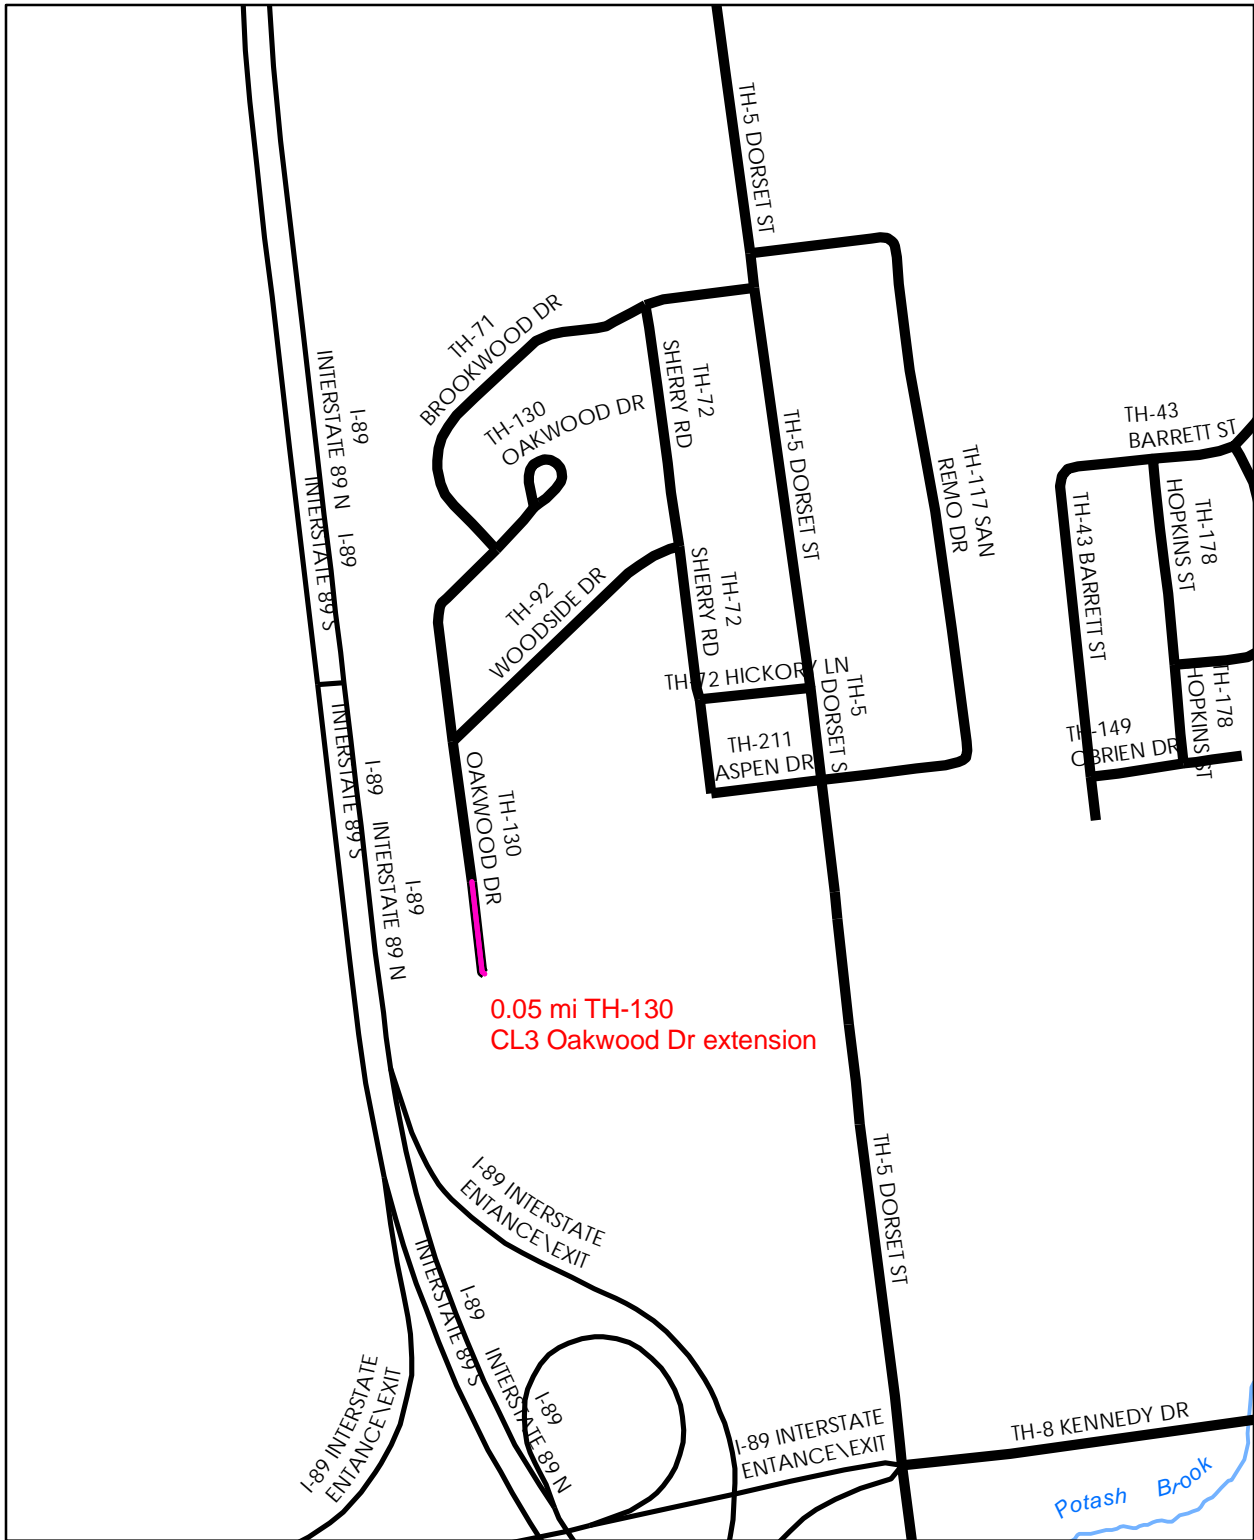 TH-5 DORSET ST
TH-71
BROOKWOOD DR
TH-130
OAKWOOD DR
TH-72
SHERRY RD
I-89
INTERSTATE 89 N
TH-5 DORSET ST
TH-117 SAN
REMO DR
TH-43
BARRETT ST
TH-178
HOPKINS ST
TH-43 BARRETT ST
I-89
INTERSTATE 89 S
TH-92
WOODSIDE DR
TH-72
SHERRY RD
TH-72 HICKORY LN
TH-5
DORSET S
TH-178
HOPKINS ST
TH-149
OBRIEN DR
TH-211
ASPEN DR
I-89
INTERSTATE 89 S
TH-130
OAKWOOD DR
I-89
INTERSTATE 89 N
0.05 mi TH-130
CL3 Oakwood Dr extension
TH-5 DORSET ST
I-89 INTERSTATE
ENTANCE\EXIT
I-89
INTERSTATE 89 S
I-89
INTERSTATE 89 N
I-89 INTERSTATE
ENTANCE\EXIT
I-89 INTERSTATE
ENTANCE\EXIT
TH-8 KENNEDY DR
Potash Brook